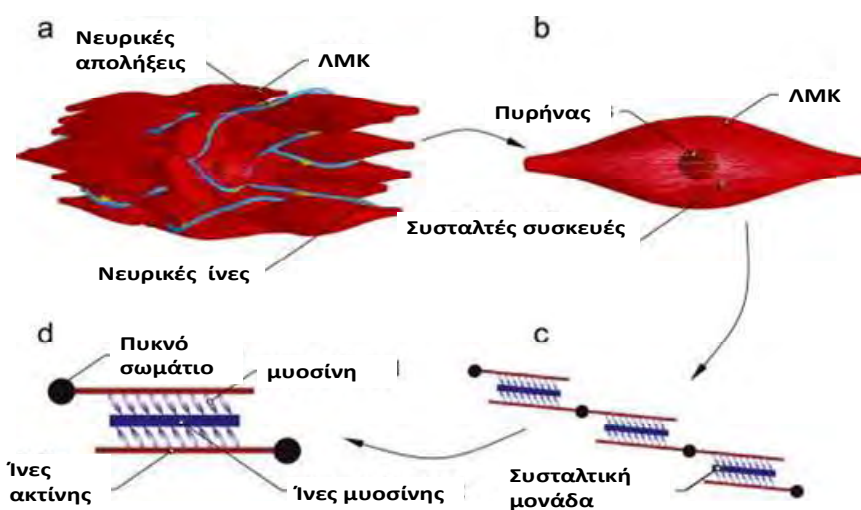 a
Νευρικές
απολήξεις
ΛΜΚ
b
Πυρήνας
ΛΜΚ
Συσταλτές συσκευές
Νευρικές ίνες
d
Πυκνό
σωμάτιο
μυοσίνη
c
Ίνες
ακτίνης
Ίνες μυοσίνης
Συσταλτική
μονάδα